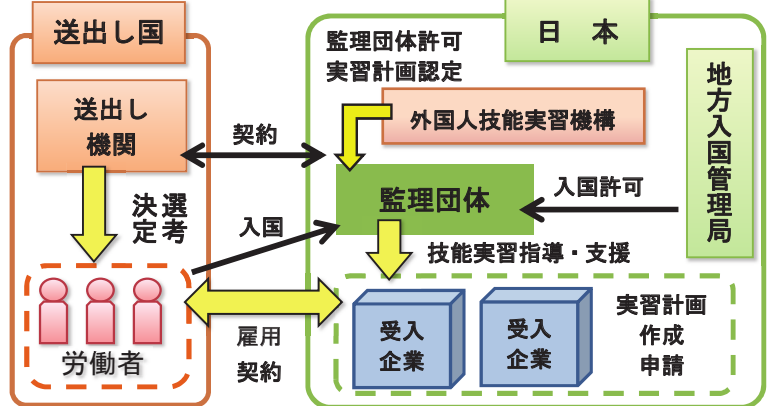 送出し国
日 本
監理団体許可
実習計画認定
地方入国管理局
送出し
機関
外国人技能実習機構
契約
入国許可
監理団体
選考
決定
入国
技能実習指導・支援
労働者
雇用
契約
受入
企業
受入
企業
実習計画
作成
申請